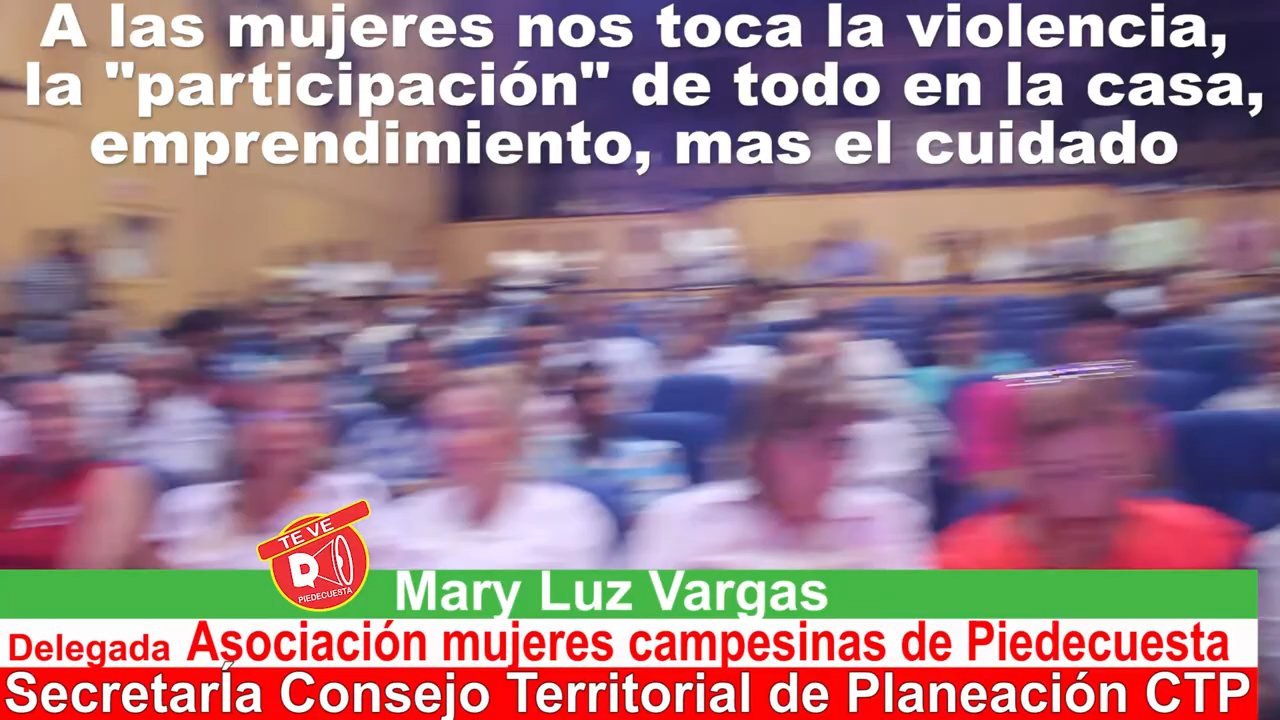 A las mujeres nos toca la violencia,
la "participación" de todo en la casa,
emprendimiento, mas el cuidado
TE VE
D
PIEDECUESTA
Mary Luz Vargas
Delegada Asociación mujeres campesinas de Piedecuesta
SecretarÍa Consejo Territorial de Planeación CTP